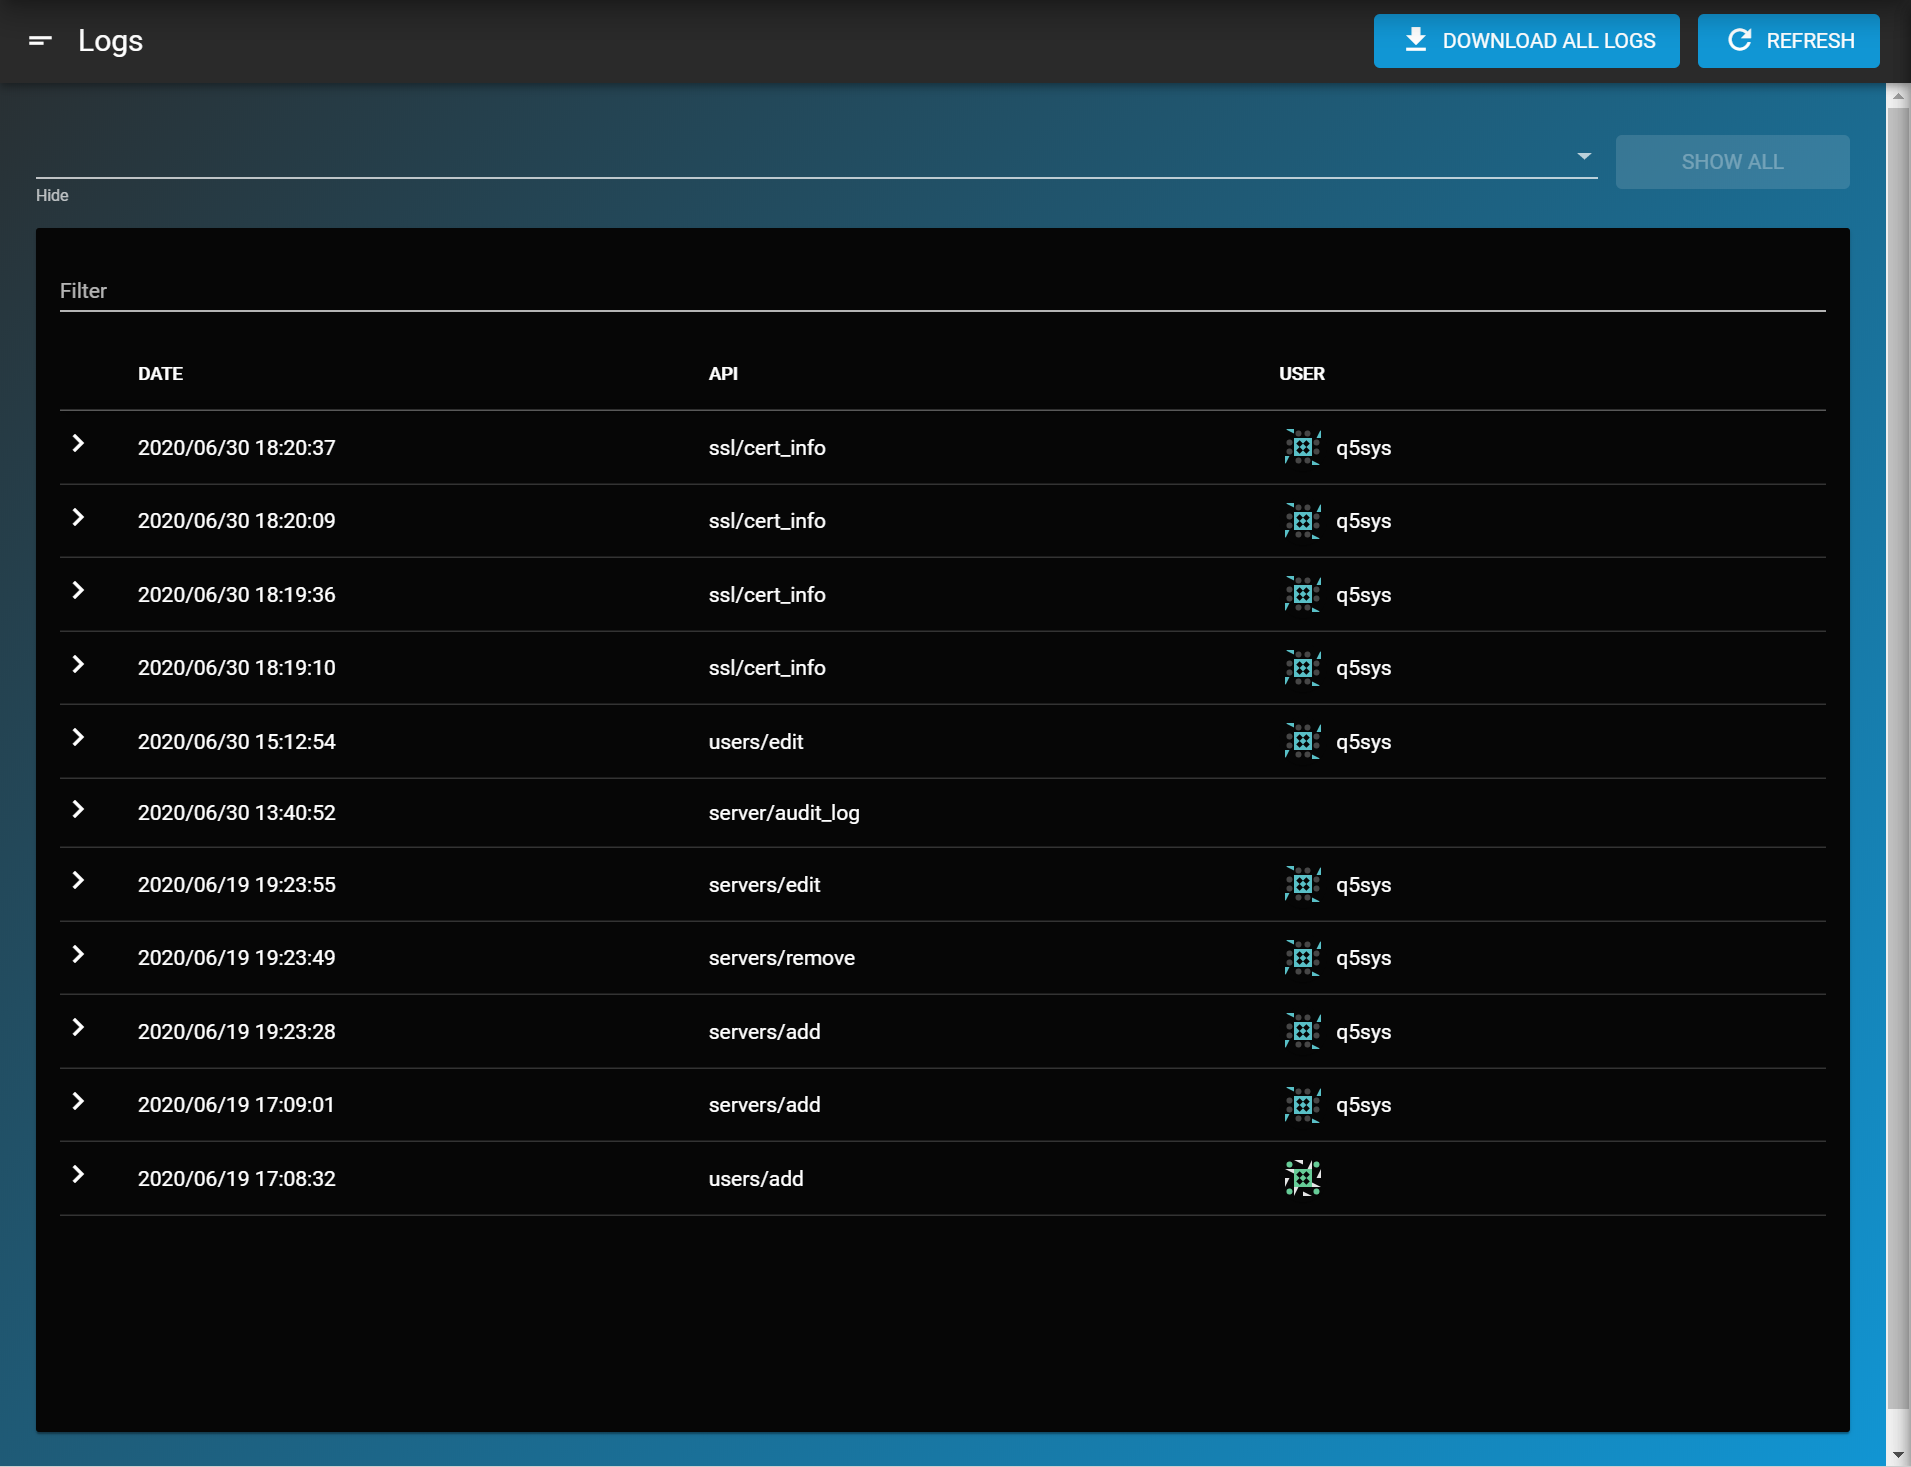 Logs
DOWNLOAD ALL LOGS
REFRESH
SHOW ALL
Hide
Filter
DATE API USER
2020/06/30 18:20:37 ssl/cert_info q5sys
2020/06/30 18:20:09 ssl/cert_info q5sys
2020/06/30 18:19:36 ssl/cert_info q5sys
2020/06/30 18:19:10 ssl/cert_info q5sys
2020/06/30 15:12:54 users/edit q5sys
2020/06/30 13:40:52 server/audit_log
2020/06/19 19:23:55 servers/edit q5sys
2020/06/19 19:23:49 servers/remove q5sys
2020/06/19 19:23:28 servers/add q5sys
2020/06/19 17:09:01 servers/add q5sys
2020/06/19 17:08:32 users/add